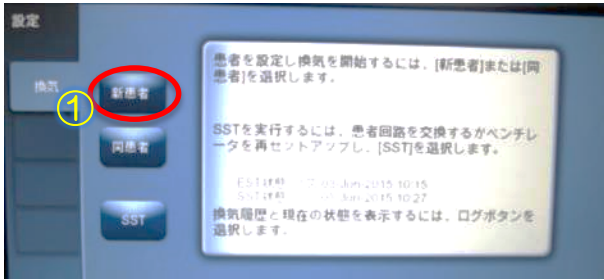 設定
換気
①
新患者
同患者
SST
患者を設定し換気を開始するには、[新患者]または[同
患者]を選択します。
SSTを実行するには、患者回路を交換するかベンチレ
ータを再セットアップし、[SST]を選択します。
Jun 2015 10:15
Jun 2015 10:27
換気履歴と現在の状態を表示するには、ログボタンを
選択します.